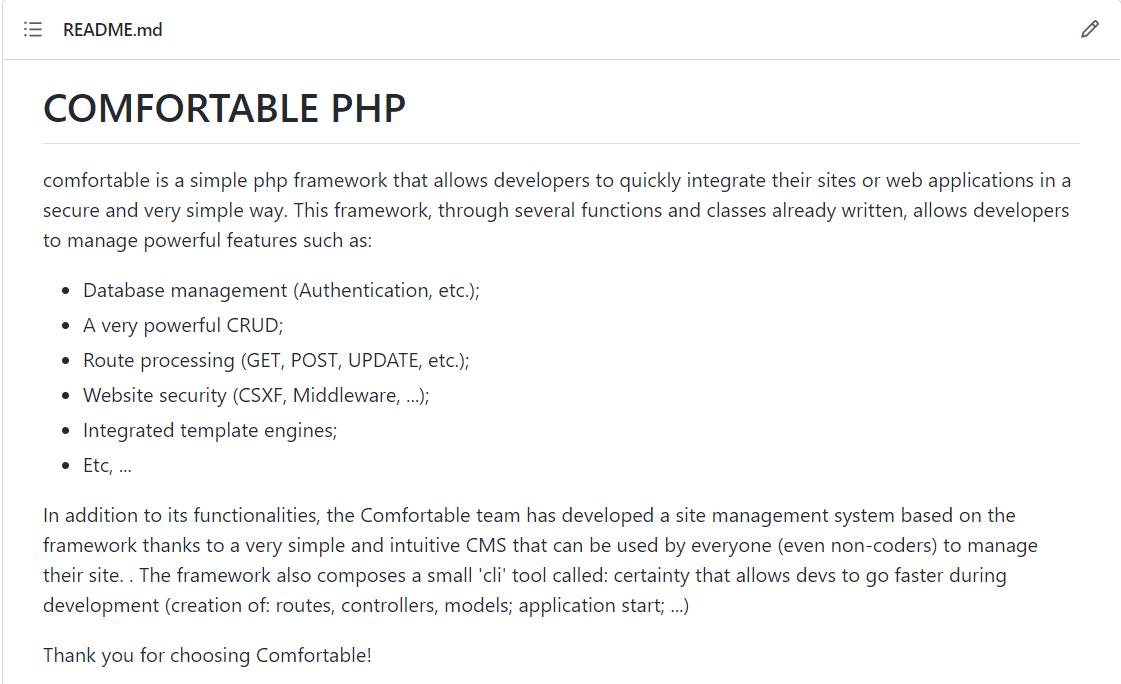 README.md
COMFORTABLE PHP
comfortable is a simple php framework that allows developers to quickly integrate their sites or web applications in a
secure and very simple way. This framework, through several functions and classes already written, allows developers
to manage powerful features such as:
Database management (Authentication, etc.);
A very powerful CRUD;
Route processing (GET, POST, UPDATE, etc.);
Website security (CSXF, Middleware, ...);
Integrated template engines;
Etc, ...
In addition to its functionalities, the Comfortable team has developed a site management system based on the
framework thanks to a very simple and intuitive CMS that can be used by everyone (even non-coders) to manage
their site. . The framework also composes a small 'cli' tool called: certainty that allows devs to go faster during
development (creation of: routes, controllers, models; application start; ...)
Thank you for choosing Comfortable!